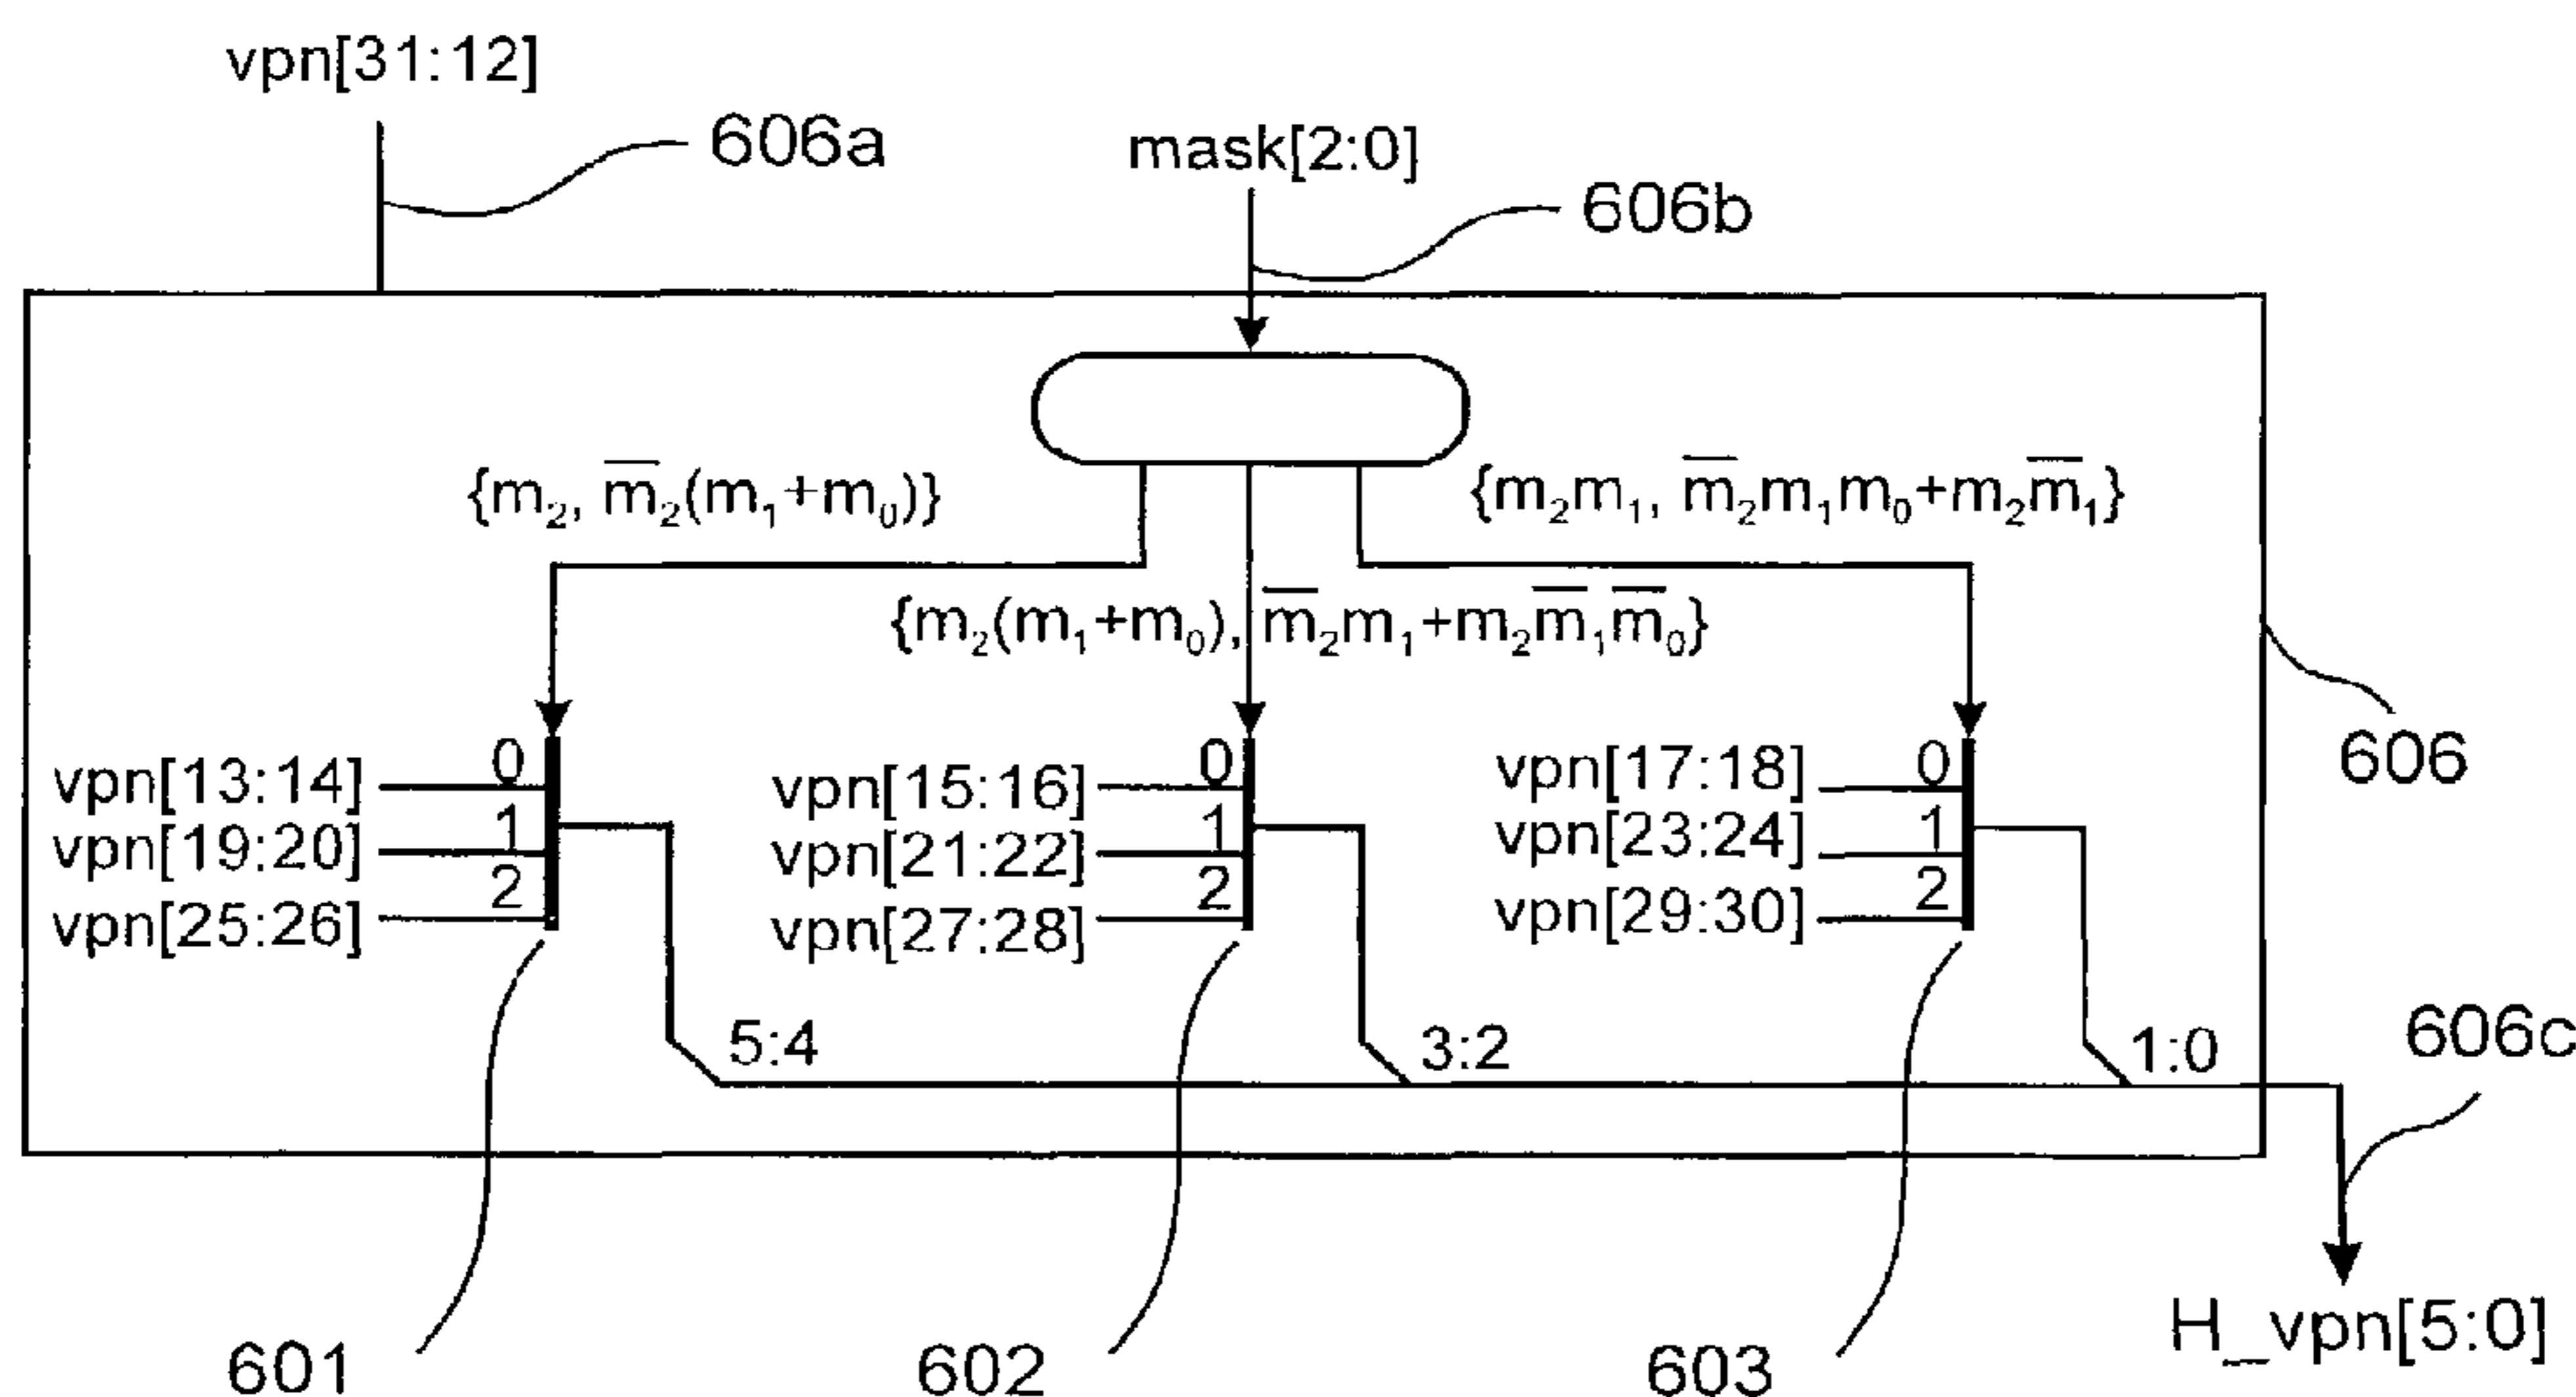 vpn[31:12]
606a
mask[2:0]
606b
{m₂, m̅₂(m₁+m₀)}
{m₂m₁, m̅₂m₁m₀+m₂m̅₁}
{m₂(m₁+m₀), m̅₂m₁+m₂m̅₁m̅₀}
606
vpn[13:14] 0
vpn[19:20] 1
vpn[25:26] 2
vpn[15:16] 0
vpn[21:22] 1
vpn[27:28] 2
vpn[17:18] 0
vpn[23:24] 1
vpn[29:30] 2
5:4
3:2
1:0
606c
601
602
603
H_vpn[5:0]